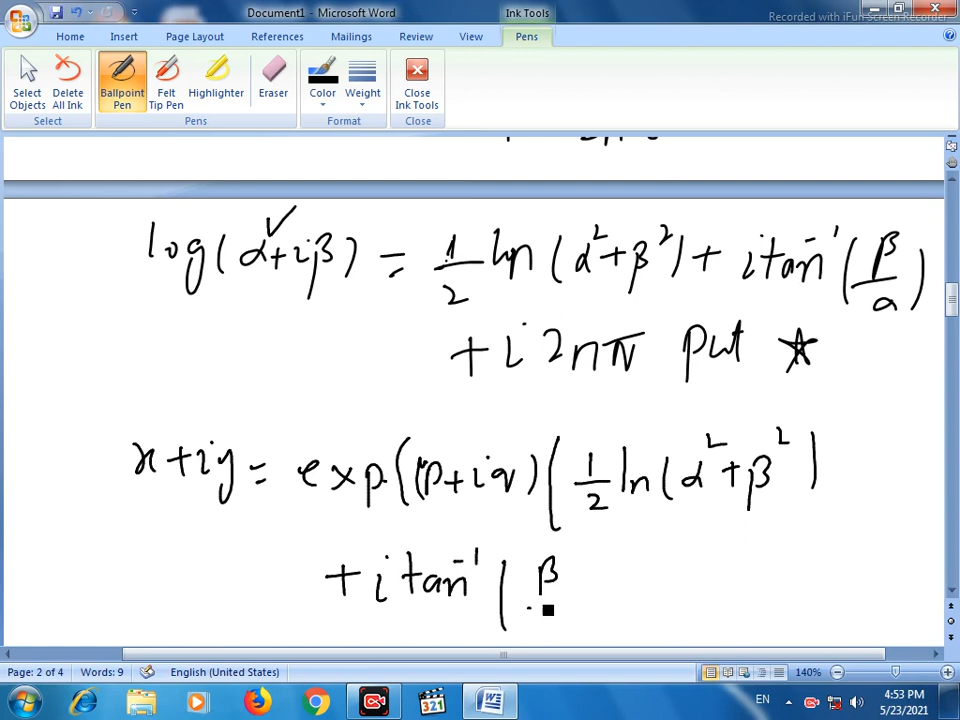 Document1 - Microsoft Word
Ink Tools
Recorded with iFun Screen Recorder
Home Insert Page Layout References Mailings Review View Pens
Select Objects
Delete All Ink
Ballpoint Pen
Felt Tip Pen
Highlighter
Eraser
Color
Weight
Close Ink Tools
Select Pens Format Close
log(α+iβ) = 1/2 ln(α²+β²) + i tan⁻¹(β/α)
+ i 2nπ put ☆
x+iy = exp{(p+iq)(1/2 ln(α²+β²)
+ i tan⁻¹(β
Page: 2 of 4 Words: 9 English (United States) 140%
321
EN
4:53 PM
5/23/2021